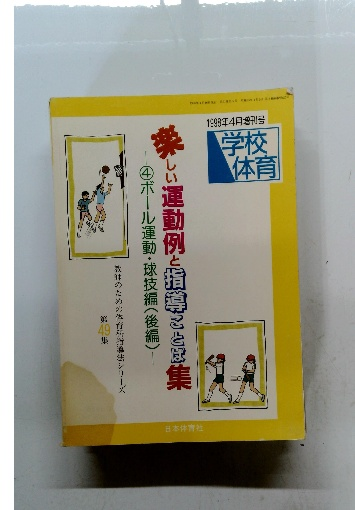 1998年4月増刊号
学校
体育
楽しい運動例と指導ことば集
④ボール運動・球技編(後編)
教師のための体育科指導法シリーズ
第49集
日本体育社